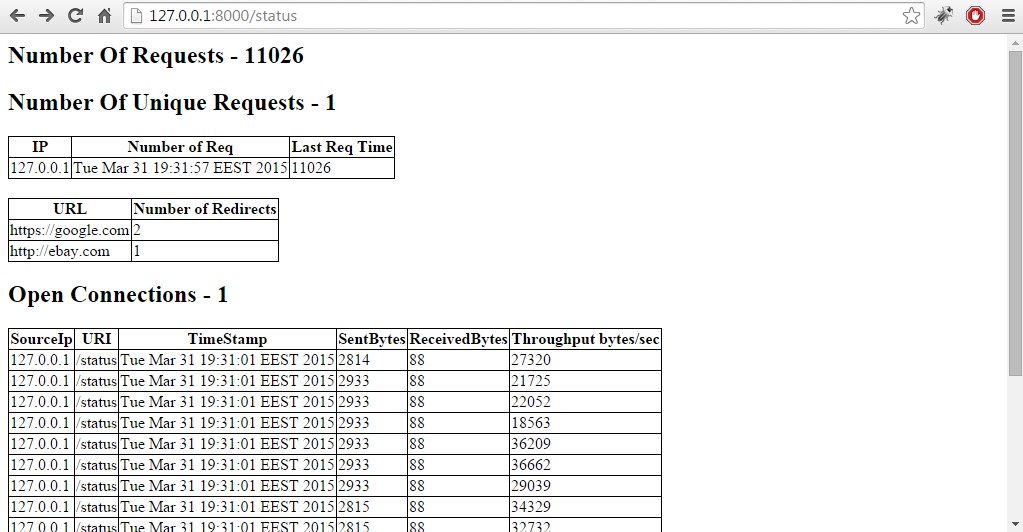 127.0.0.1:8000/status
Number Of Requests - 11026
Number Of Unique Requests - 1
IP Number of Req Last Req Time
127.0.0.1 Tue Mar 31 19:31:57 EEST 2015 11026
URL Number of Redirects
https://google.com 2
http://ebay.com 1
Open Connections - 1
SourceIp URI TimeStamp SentBytes ReceivedBytes Throughput bytes/sec
127.0.0.1 /status Tue Mar 31 19:31:01 EEST 2015 2814 88 27320
127.0.0.1 /status Tue Mar 31 19:31:01 EEST 2015 2933 88 21725
127.0.0.1 /status Tue Mar 31 19:31:01 EEST 2015 2933 88 22052
127.0.0.1 /status Tue Mar 31 19:31:01 EEST 2015 2933 88 18563
127.0.0.1 /status Tue Mar 31 19:31:01 EEST 2015 2933 88 36209
127.0.0.1 /status Tue Mar 31 19:31:01 EEST 2015 2933 88 36662
127.0.0.1 /status Tue Mar 31 19:31:01 EEST 2015 2933 88 29039
127.0.0.1 /status Tue Mar 31 19:31:01 EEST 2015 2815 88 34329
127.0.0.1 /status Tue Mar 31 19:31:01 EEST 2015 2815 88 32732